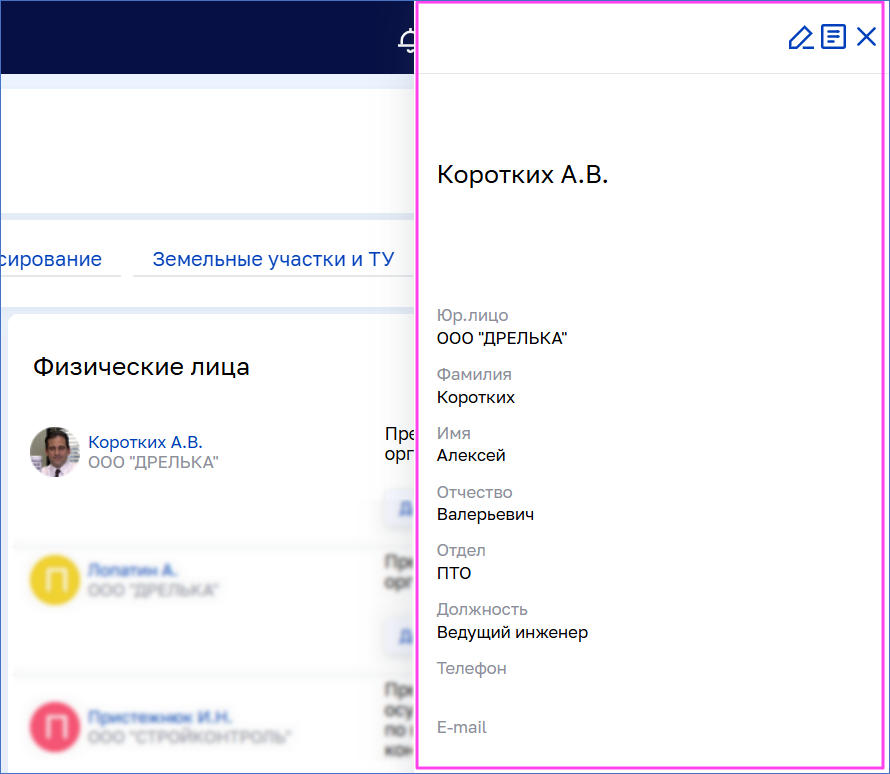 сирование
Земельные участки и ТУ
Физические лица
Коротких А.В.
ООО "ДРЕЛЬКА"
Пре
орг
Лопатин А.
ООО "ДРЕЛЬКА"
П
Д
Пре
орг
Д
Пристежнюк И.Н.
ООО "СТРОЙКОНТРОЛЬ"
П
Пре
осу
по
кон
Коротких А.В.
Юр.лицо
ООО "ДРЕЛЬКА"
Фамилия
Коротких
Имя
Алексей
Отчество
Валерьевич
Отдел
ПТО
Должность
Ведущий инженер
Телефон
E-mail